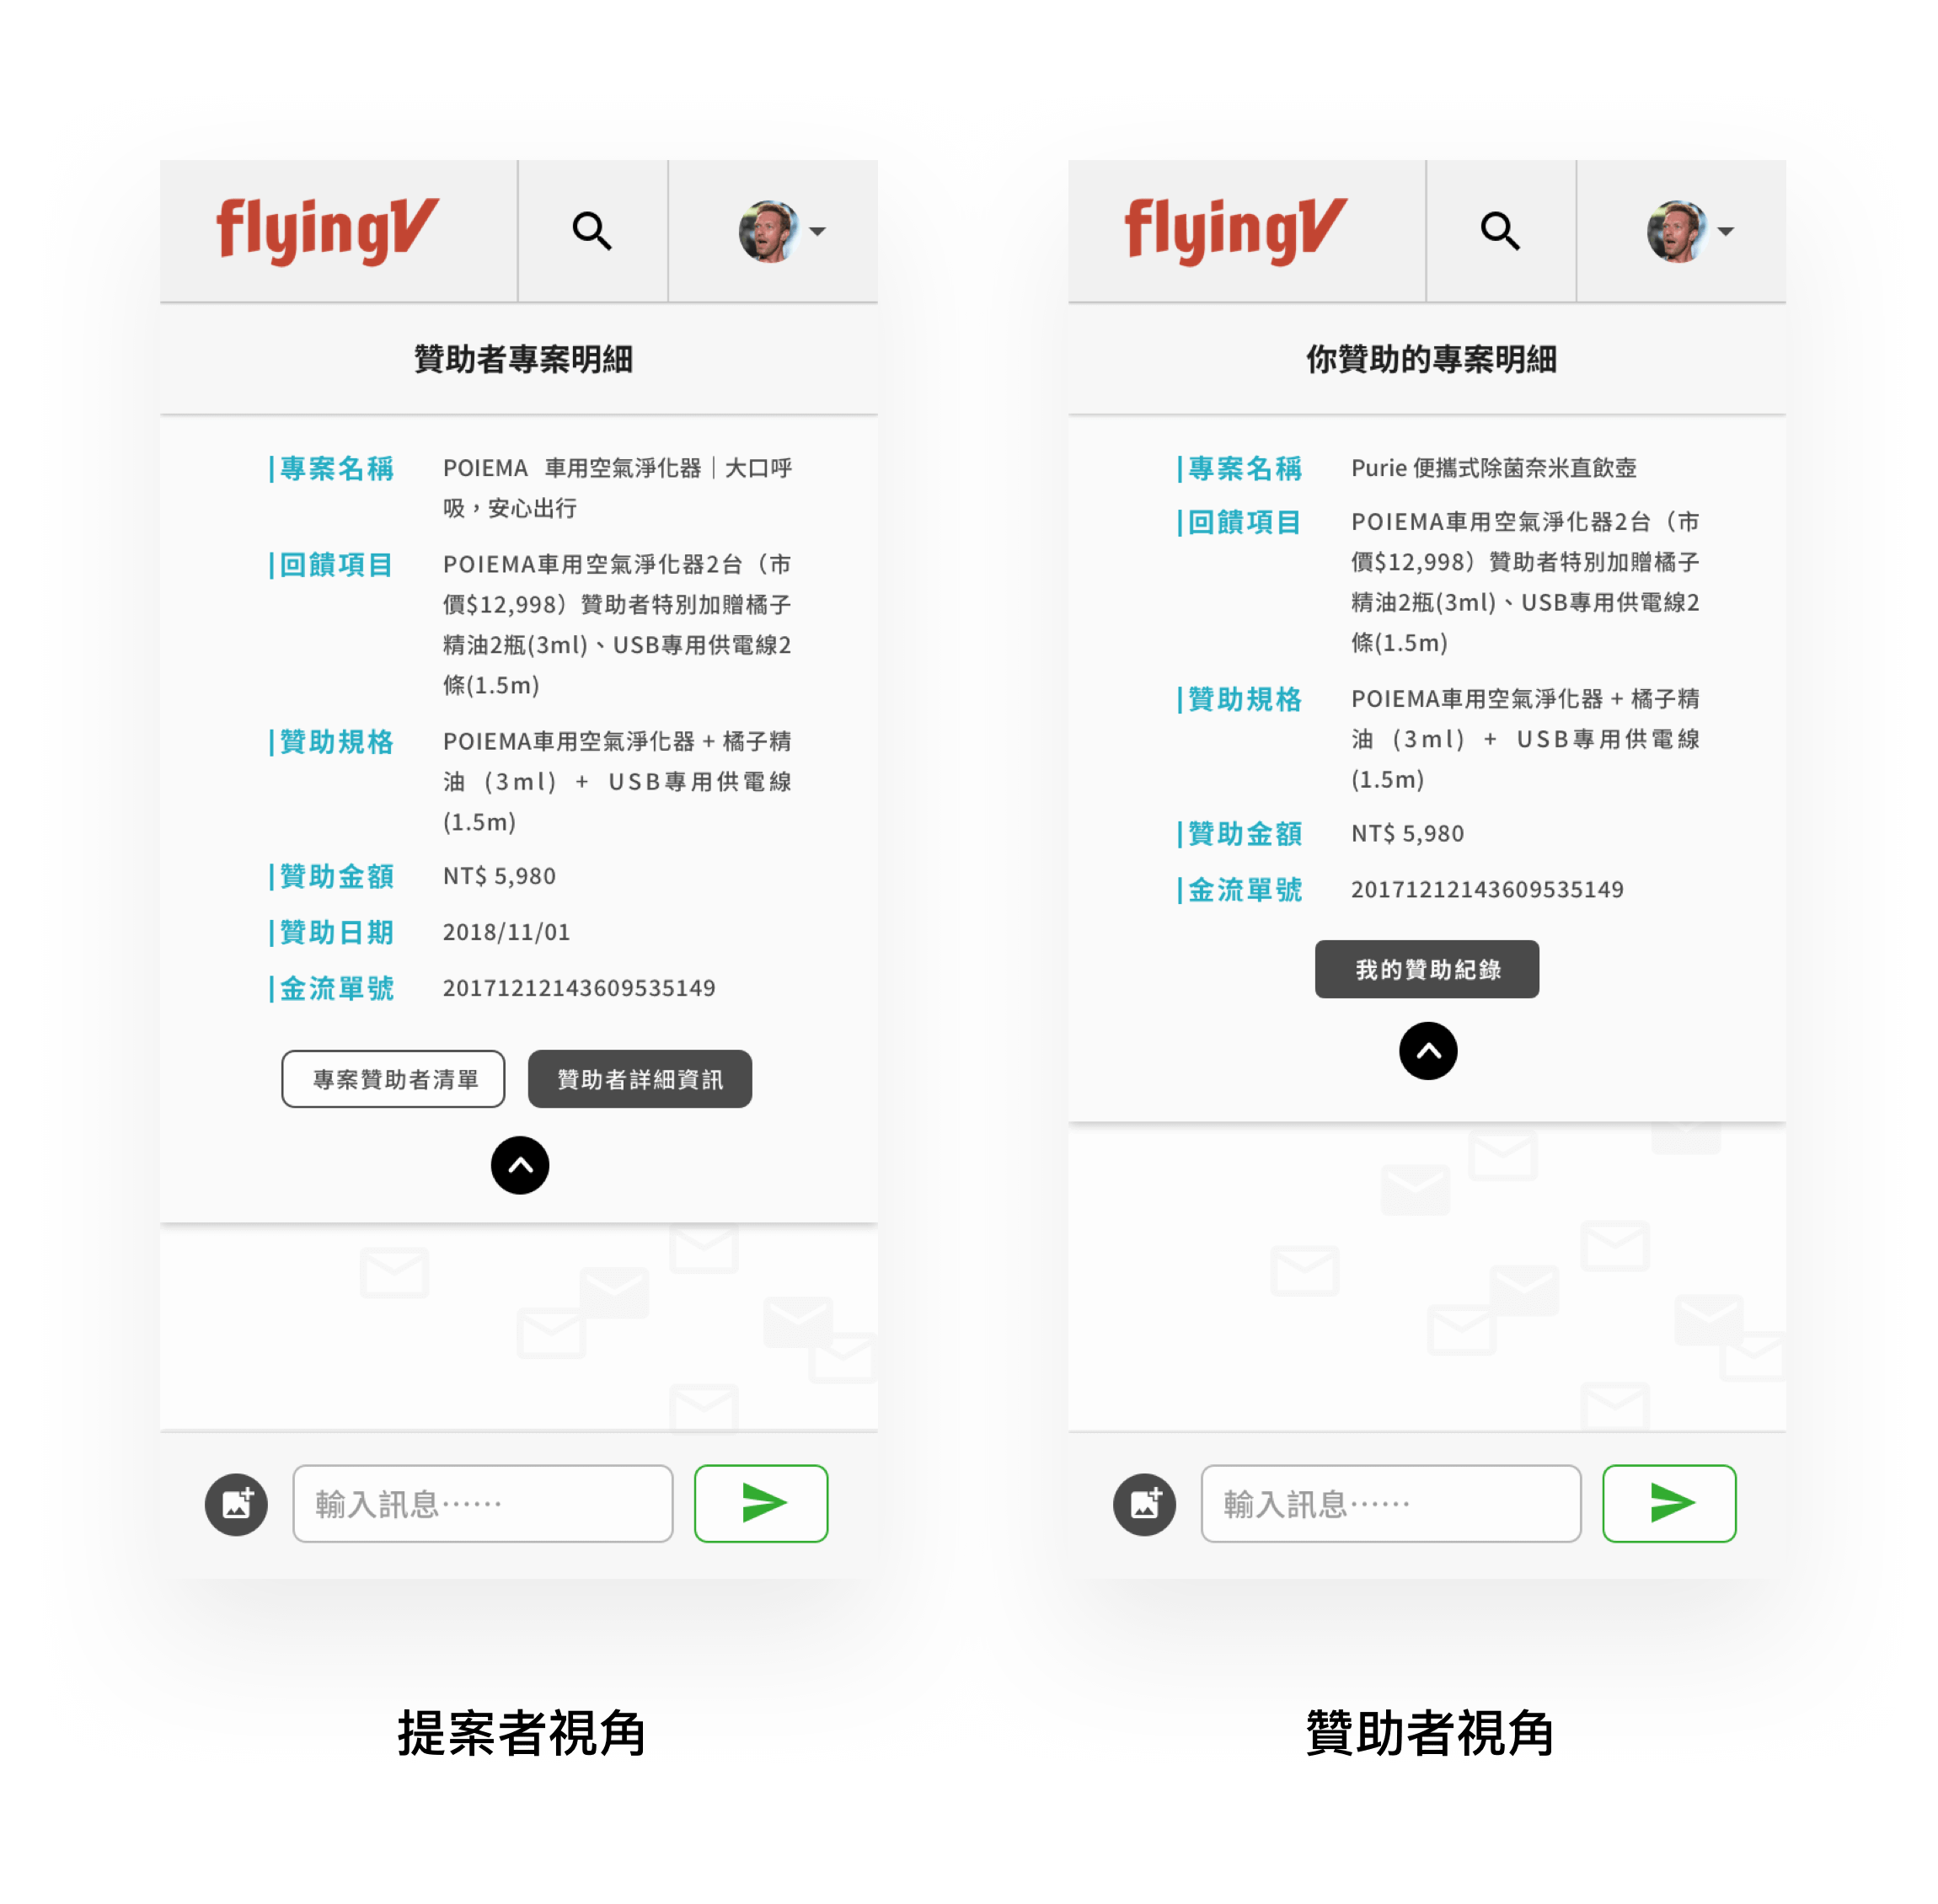 flyingV
贊助者專案明細
專案名稱
POIEMA 車用空氣淨化器｜大口呼
吸，安心出行
回饋項目
POIEMA車用空氣淨化器2台（市
價$12,998）贊助者特別加贈橘子
精油2瓶(3ml)、USB專用供電線2
條(1.5m)
贊助規格
POIEMA車用空氣淨化器 + 橘子精
油 (3ml) + USB專用供電線
(1.5m)
贊助金額
NT$ 5,980
贊助日期
2018/11/01
金流單號
20171212143609535149
專案贊助者清單
贊助者詳細資訊
輸入訊息⋯⋯
提案者視角
flyingV
你贊助的專案明細
專案名稱
Purie 便攜式除菌奈米直飲壺
回饋項目
POIEMA車用空氣淨化器2台（市
價$12,998）贊助者特別加贈橘子
精油2瓶(3ml)、USB專用供電線2
條(1.5m)
贊助規格
POIEMA車用空氣淨化器 + 橘子精
油 (3ml) + USB專用供電線
(1.5m)
贊助金額
NT$ 5,980
金流單號
20171212143609535149
我的贊助紀錄
輸入訊息⋯⋯
贊助者視角